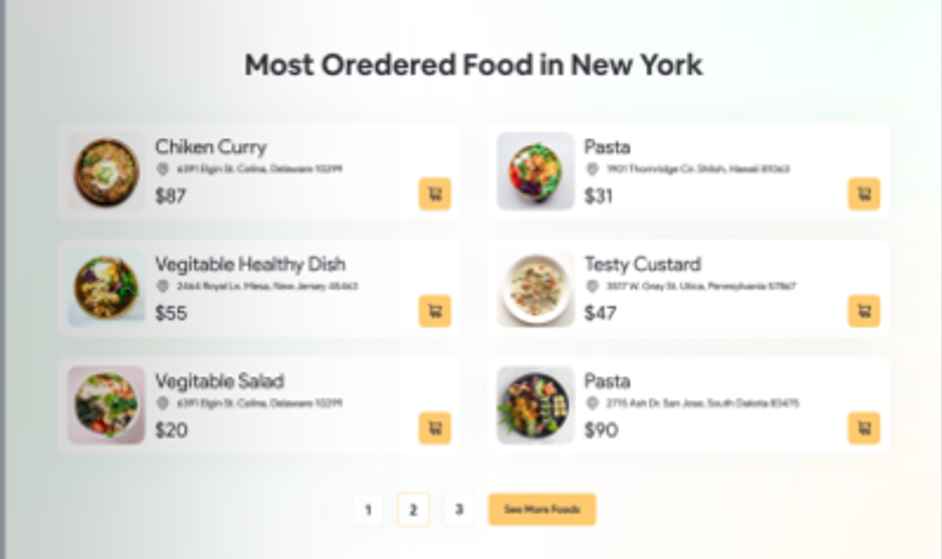 Most Oredered Food in New York
Chiken Curry
6391 Elgin St. Celina, Delaware 10299
$87
Pasta
1901 Thornridge Cir. Shiloh, Hawaii 81063
$31
Vegitable Healthy Dish
2464 Royal Ln. Mesa, New Jersey 45463
$55
Testy Custard
3517 W. Gray St. Utica, Pennsylvania 57867
$47
Vegitable Salad
6391 Elgin St. Celina, Delaware 10299
$20
Pasta
2715 Ash Dr. San Jose, South Dakota 83475
$90
1
2
3
See More Foods